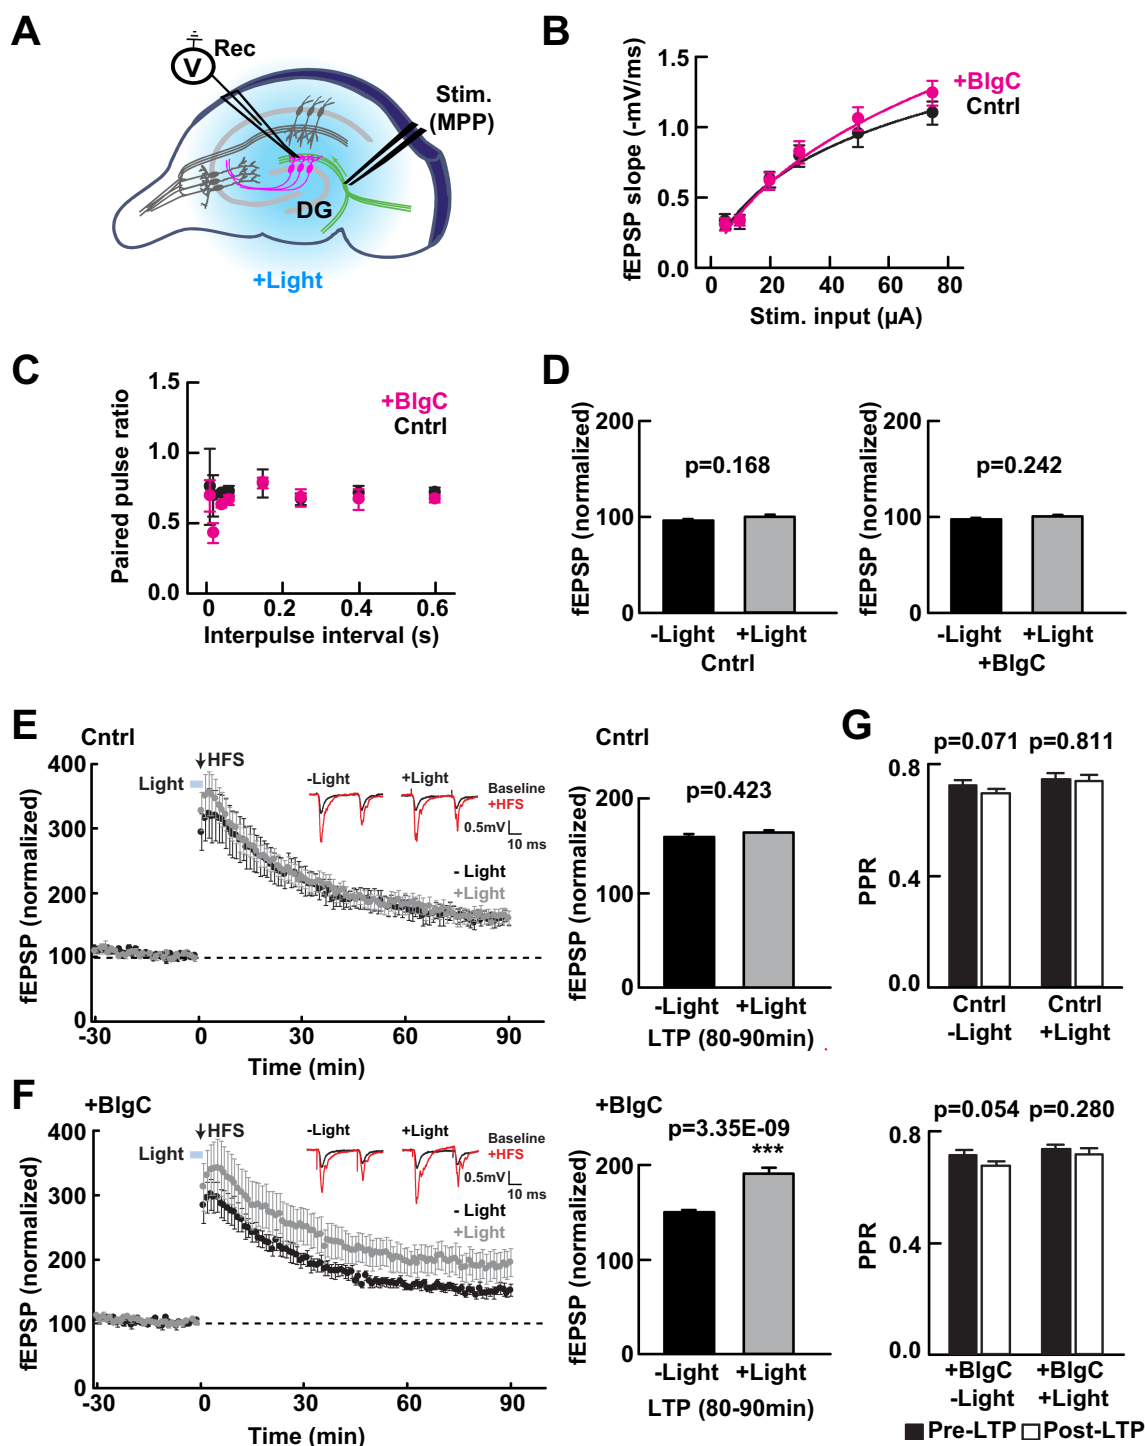 A
Rec
V
Stim.
(MPP)
DG
+Light
B
1.5
1.0
0.5
0.0
fEPSP slope (-mV/ms)
+BlgC
Cntrl
0 20 40 60 80
Stim. input (µA)
C
1.5
1.0
0.5
0.0
Paired pulse ratio
+BlgC
Cntrl
0 0.2 0.4 0.6
Interpulse interval (s)
D
200
100
0
fEPSP (normalized)
p=0.168
-Light +Light
Cntrl
200
100
0
fEPSP (normalized)
p=0.242
-Light +Light
+BlgC
E
Cntrl
400
300
200
100
0
fEPSP (normalized)
HFS
Light
-Light
+Light
Baseline
+HFS
0.5mV
10 ms
- Light
+Light
-30 0 30 60 90
Time (min)
Cntrl
p=0.423
200
100
0
fEPSP (normalized)
-Light +Light
LTP (80-90min)
F
+BlgC
400
300
200
100
0
fEPSP (normalized)
HFS
Light
-Light
+Light
Baseline
+HFS
0.5mV
10 ms
- Light
+Light
-30 0 30 60 90
Time (min)
+BlgC
p=3.35E-09
***
200
100
0
fEPSP (normalized)
-Light +Light
LTP (80-90min)
G
p=0.071 p=0.811
0.8
0.4
0.0
PPR
Cntrl Cntrl
-Light +Light
p=0.054 p=0.280
0.8
0.4
0.0
PPR
+BlgC +BlgC
-Light +Light
Pre-LTP Post-LTP